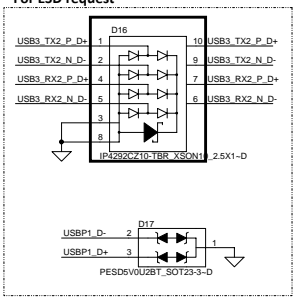 For ESD request
D16
USB3_TX2_P_D+ 1 10 USB3_TX2_P_D+
USB3_TX2_N_D- 2 9 USB3_TX2_N_D-
USB3_RX2_P_D+ 4 7 USB3_RX2_P_D+
USB3_RX2_N_D- 5 6 USB3_RX2_N_D-
3
8
IP4292CZ10-TBR_XSON10_2.5X1~D
D17
USBP1_D- 2
1
USBP1_D+ 3
PESD5V0U2BT_SOT23-3~D